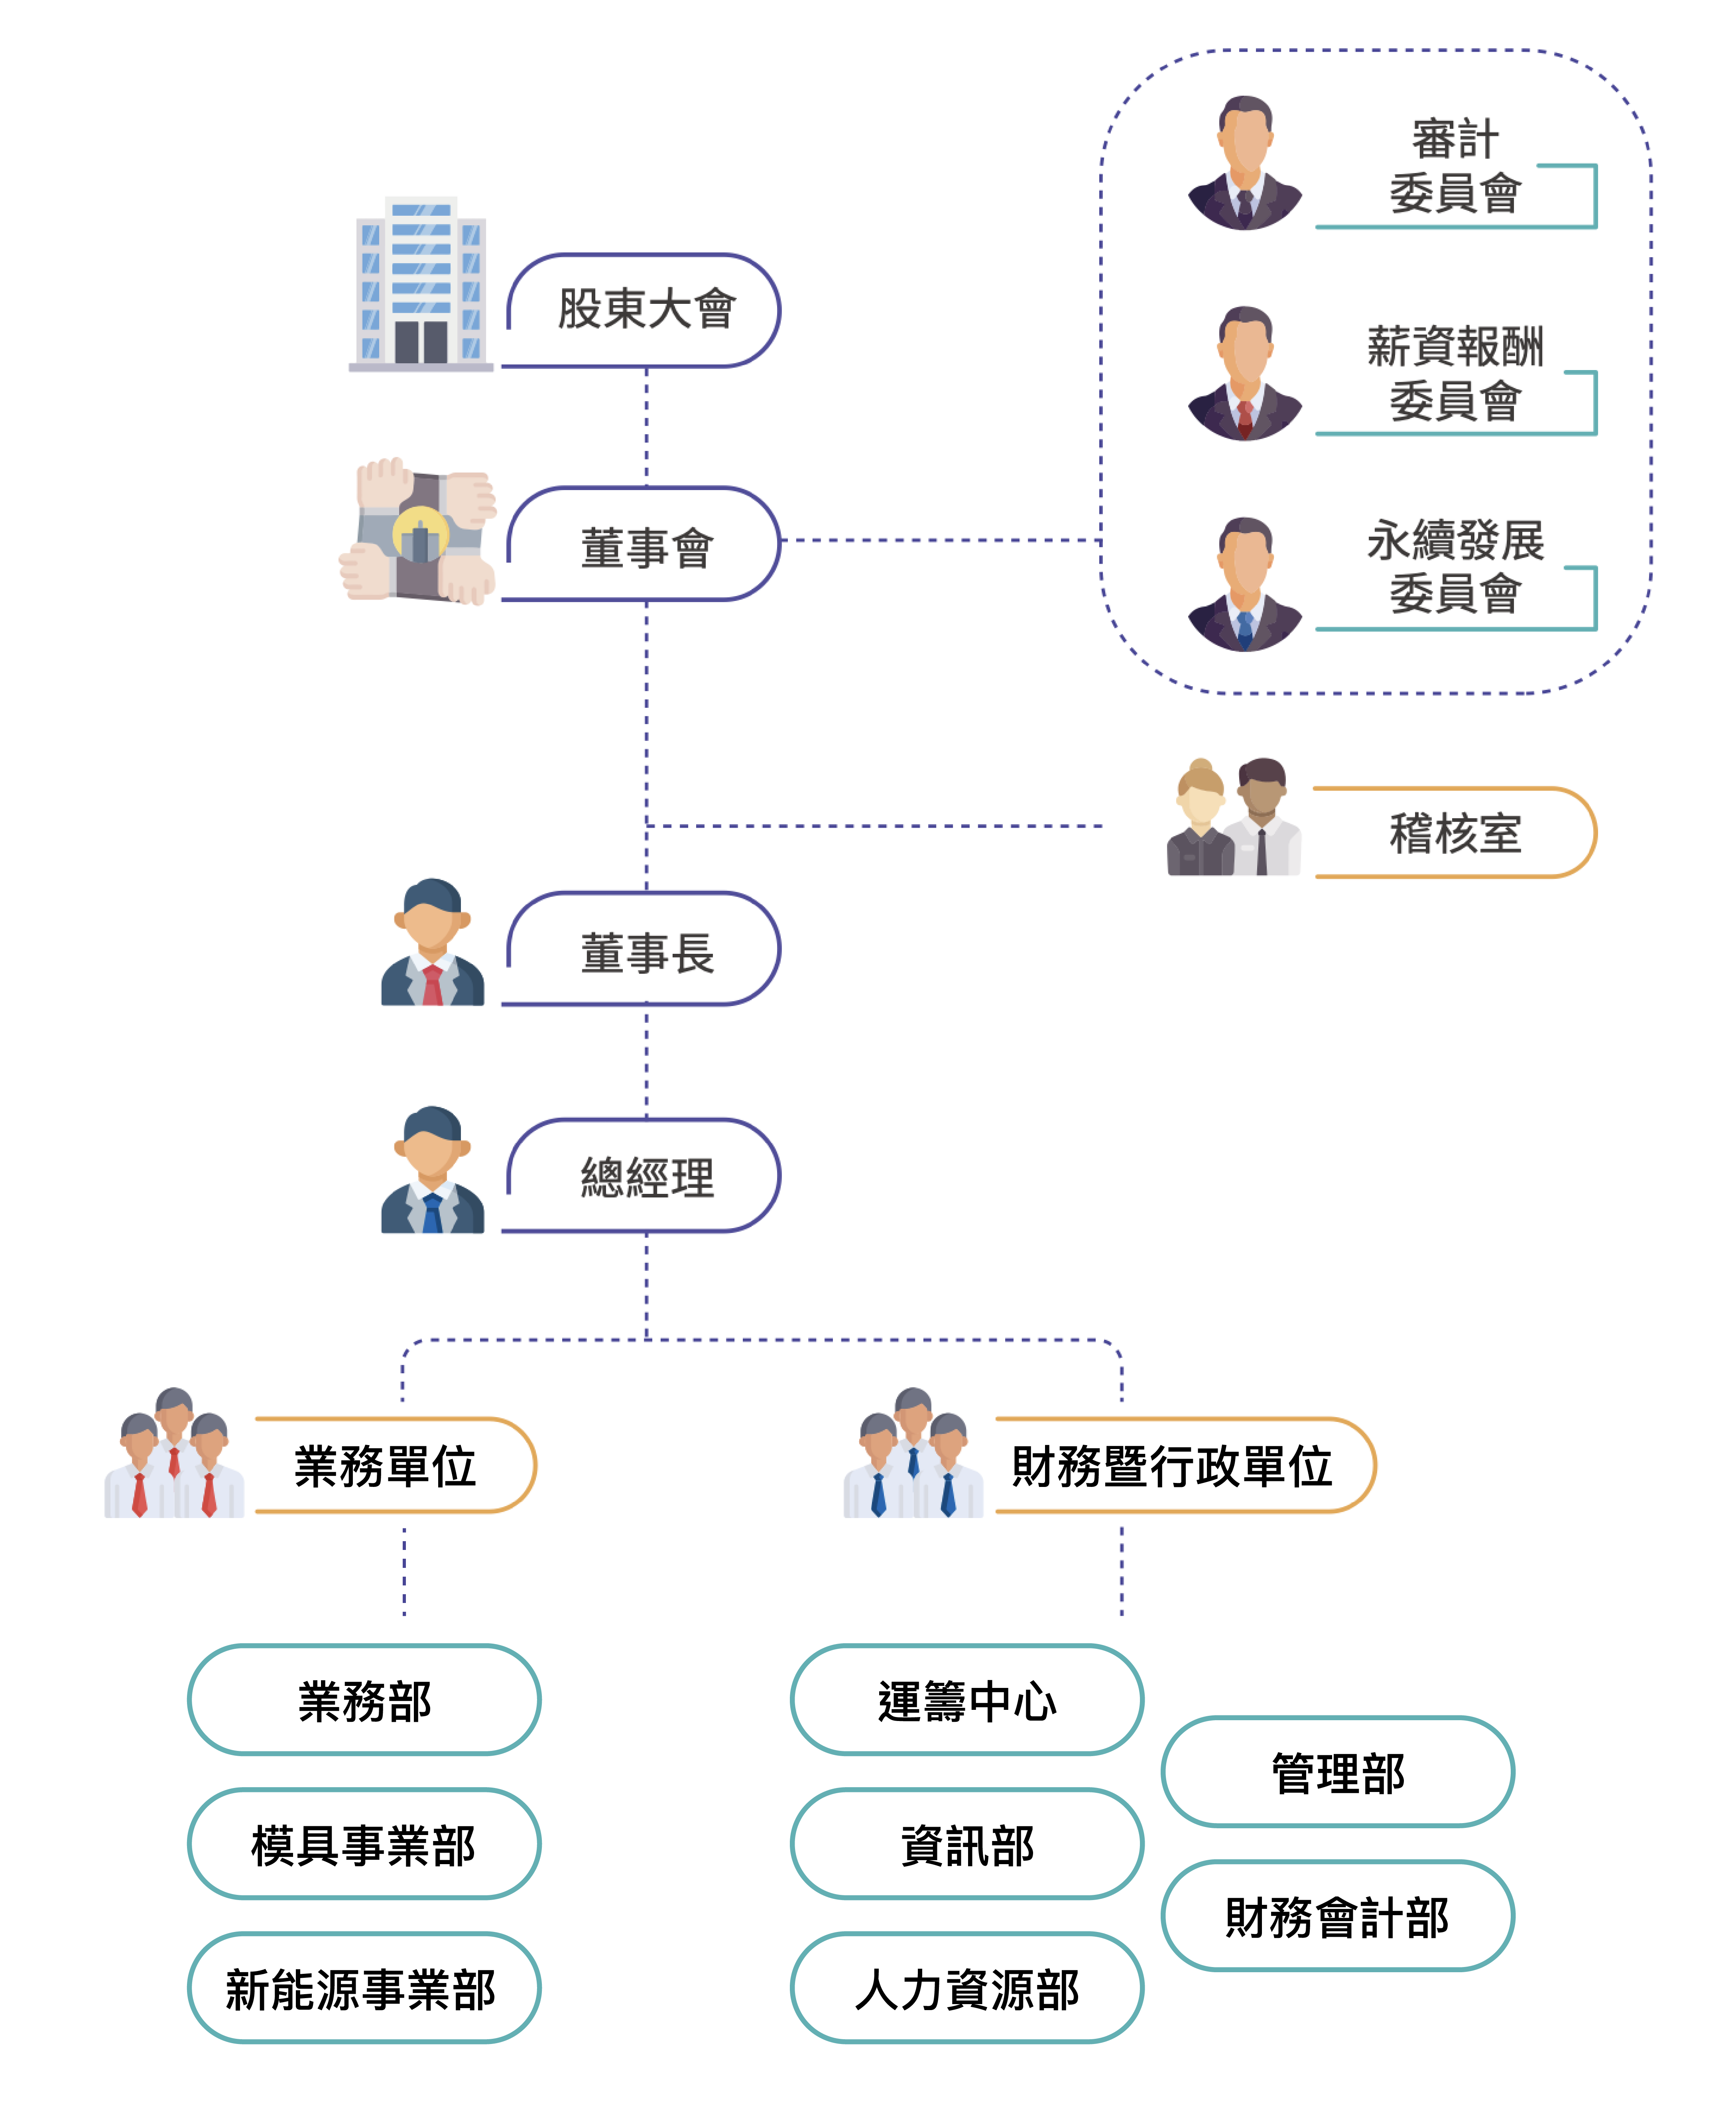 審計
委員會
股東大會
薪資報酬
委員會
董事會
永續發展
委員會
稽核室
董事長
總經理
業務單位
財務暨行政單位
業務部
運籌中心
管理部
模具事業部
資訊部
財務會計部
新能源事業部
人力資源部